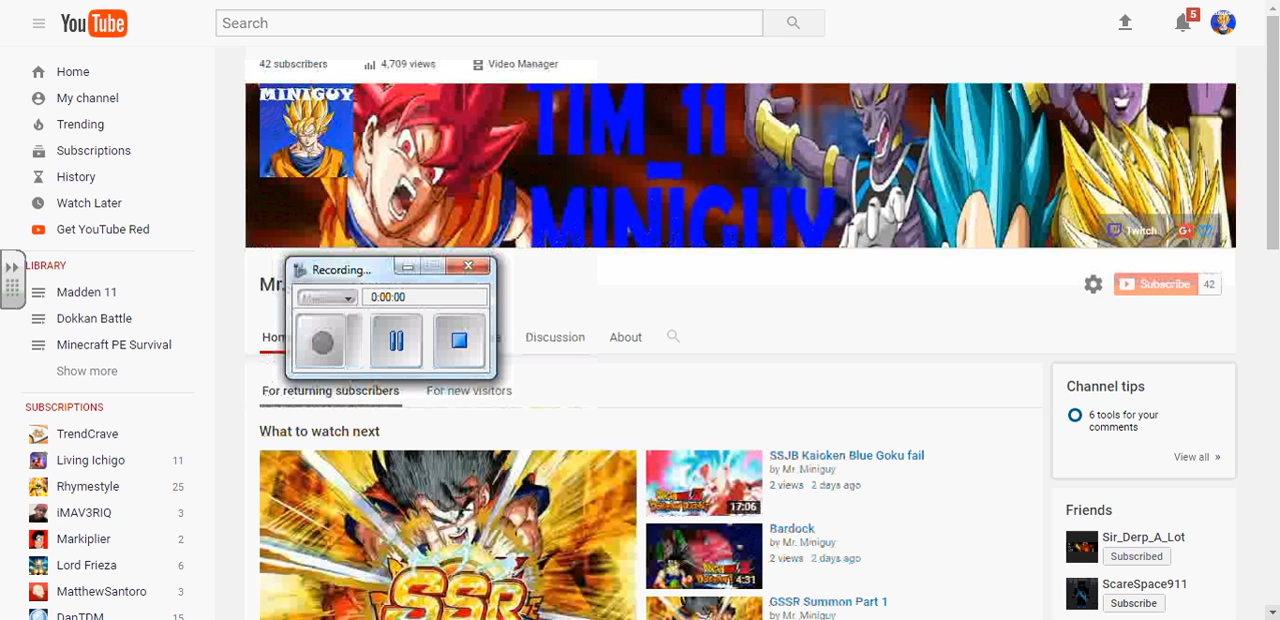 YouTube
Search
5
Home
My channel
Trending
Subscriptions
History
Watch Later
Get YouTube Red
LIBRARY
Madden 11
Dokkan Battle
Minecraft PE Survival
Show more
SUBSCRIPTIONS
TrendCrave
Living Ichigo 11
Rhymestyle 25
iMAV3RIQ 3
Markiplier 2
Lord Frieza 6
MatthewSantoro 3
DanTDM 15
42 subscribers 4,709 views Video Manager
MINIGUY
TIM_11
MINIGUY
Twitch
G+
Mr.
Recording...
0:00:00
Subscribe 42
Discussion About
For returning subscribers For new visitors
What to watch next
SSR
SSJB Kaioken Blue Goku fail
by Mr. Miniguy
2 views 2 days ago
17:06
Bardock
by Mr. Miniguy
2 views 2 days ago
4:31
GSSR Summon Part 1
by Mr. Miniguy
Channel tips
6 tools for your
comments
View all »
Friends
Sir_Derp_A_Lot
Subscribed
ScareSpace911
Subscribe